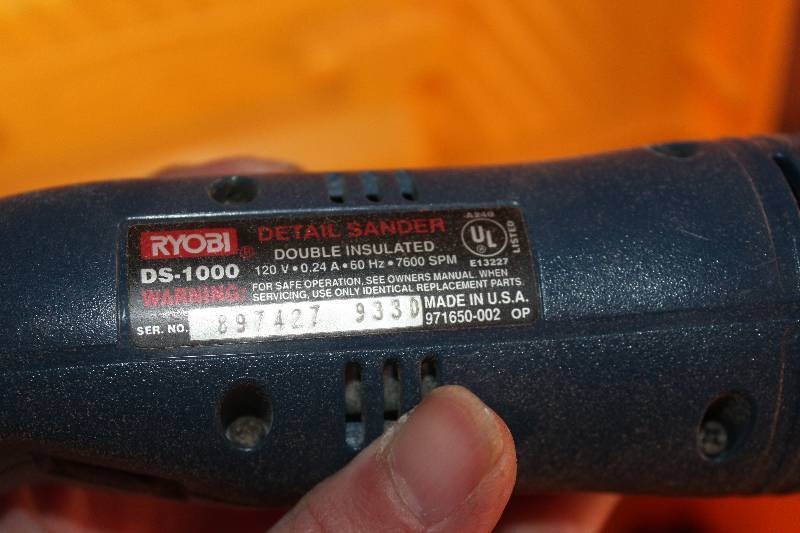 RYOBI® DETAIL SANDER
DOUBLE INSULATED
DS-1000 120 V • 0.24 A • 60 Hz • 7600 SPM
WARNING: FOR SAFE OPERATION, SEE OWNERS MANUAL. WHEN
SERVICING, USE ONLY IDENTICAL REPLACEMENT PARTS.
SER. NO. 897427 9330 MADE IN U.S.A.
971650-002 OP
A240
UL LISTED
E13227